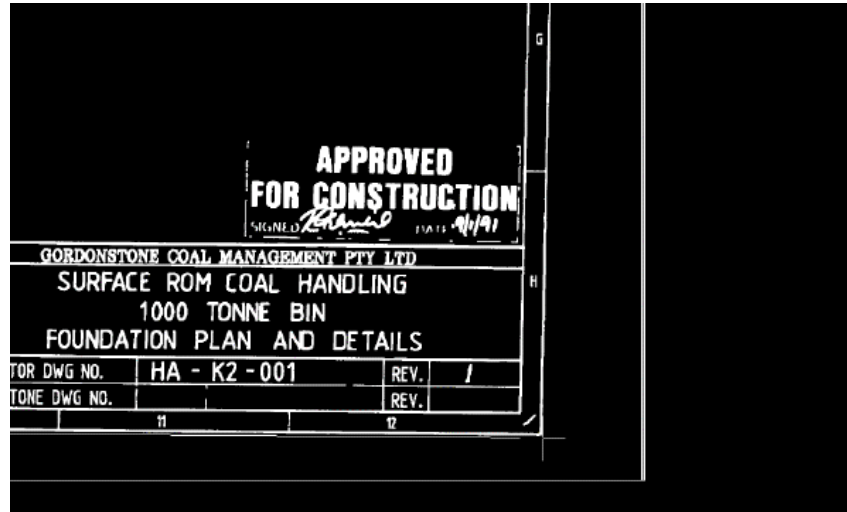 G
APPROVED
FOR CONSTRUCTION
SIGNED DATE 9/1/91
GORDONSTONE COAL MANAGEMENT PTY LTD
SURFACE ROM COAL HANDLING
H
1000 TONNE BIN
FOUNDATION PLAN AND DETAILS
TOR DWG NO. HA - K2 - 001 REV. 1
TONE DWG NO. REV.
11 12